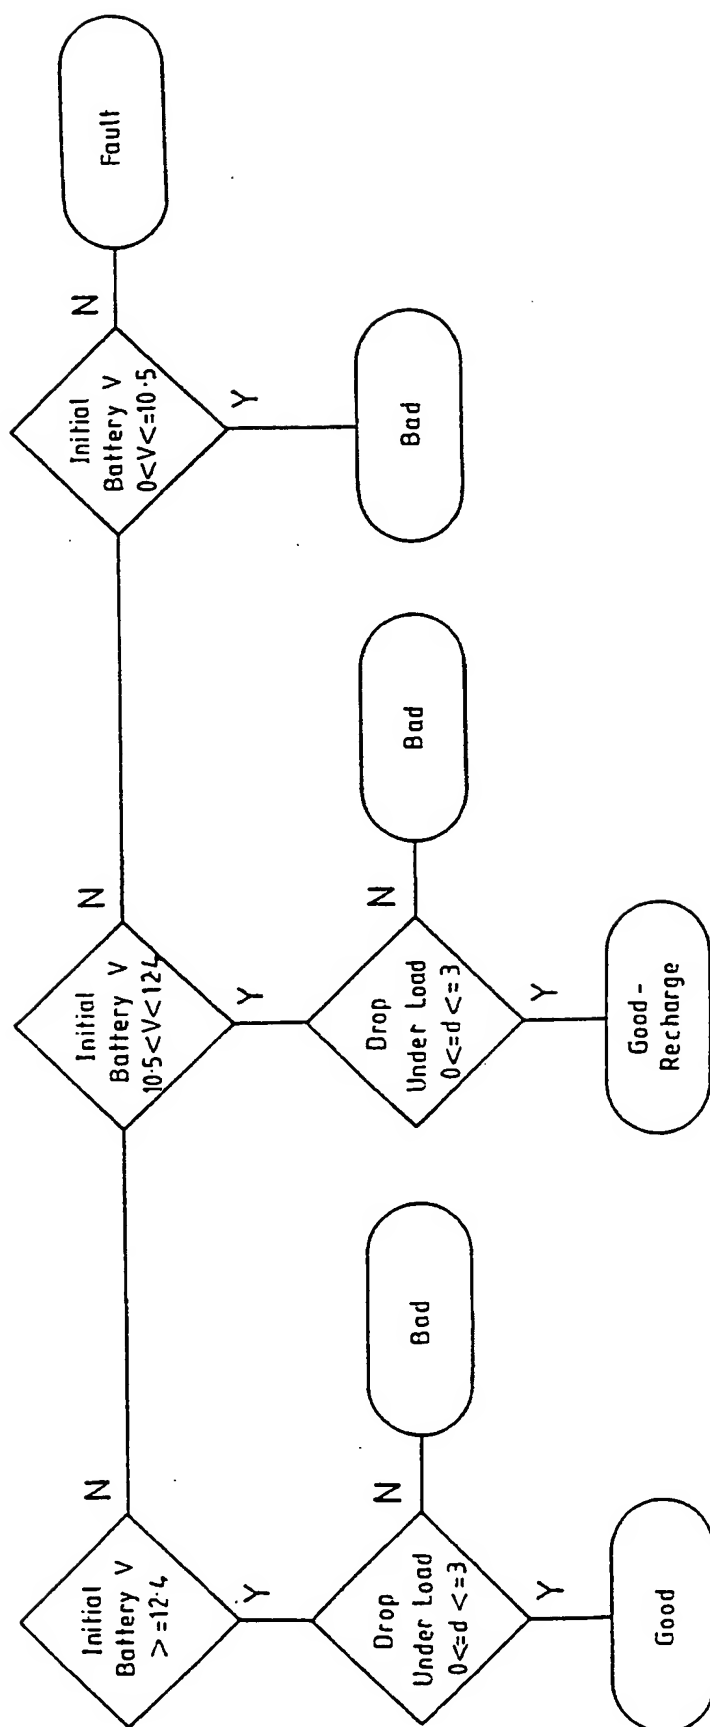 Initial
Battery V
>=12·4
N
Y
Drop
Under Load
0<=d <=3
N
Bad
Y
Good
Initial
Battery V
10·5<V<12·4
N
Y
Drop
Under Load
0<=d <=3
N
Bad
Y
Good-
Recharge
Initial
Battery V
0<V<=10·5
N
Fault
Y
Bad